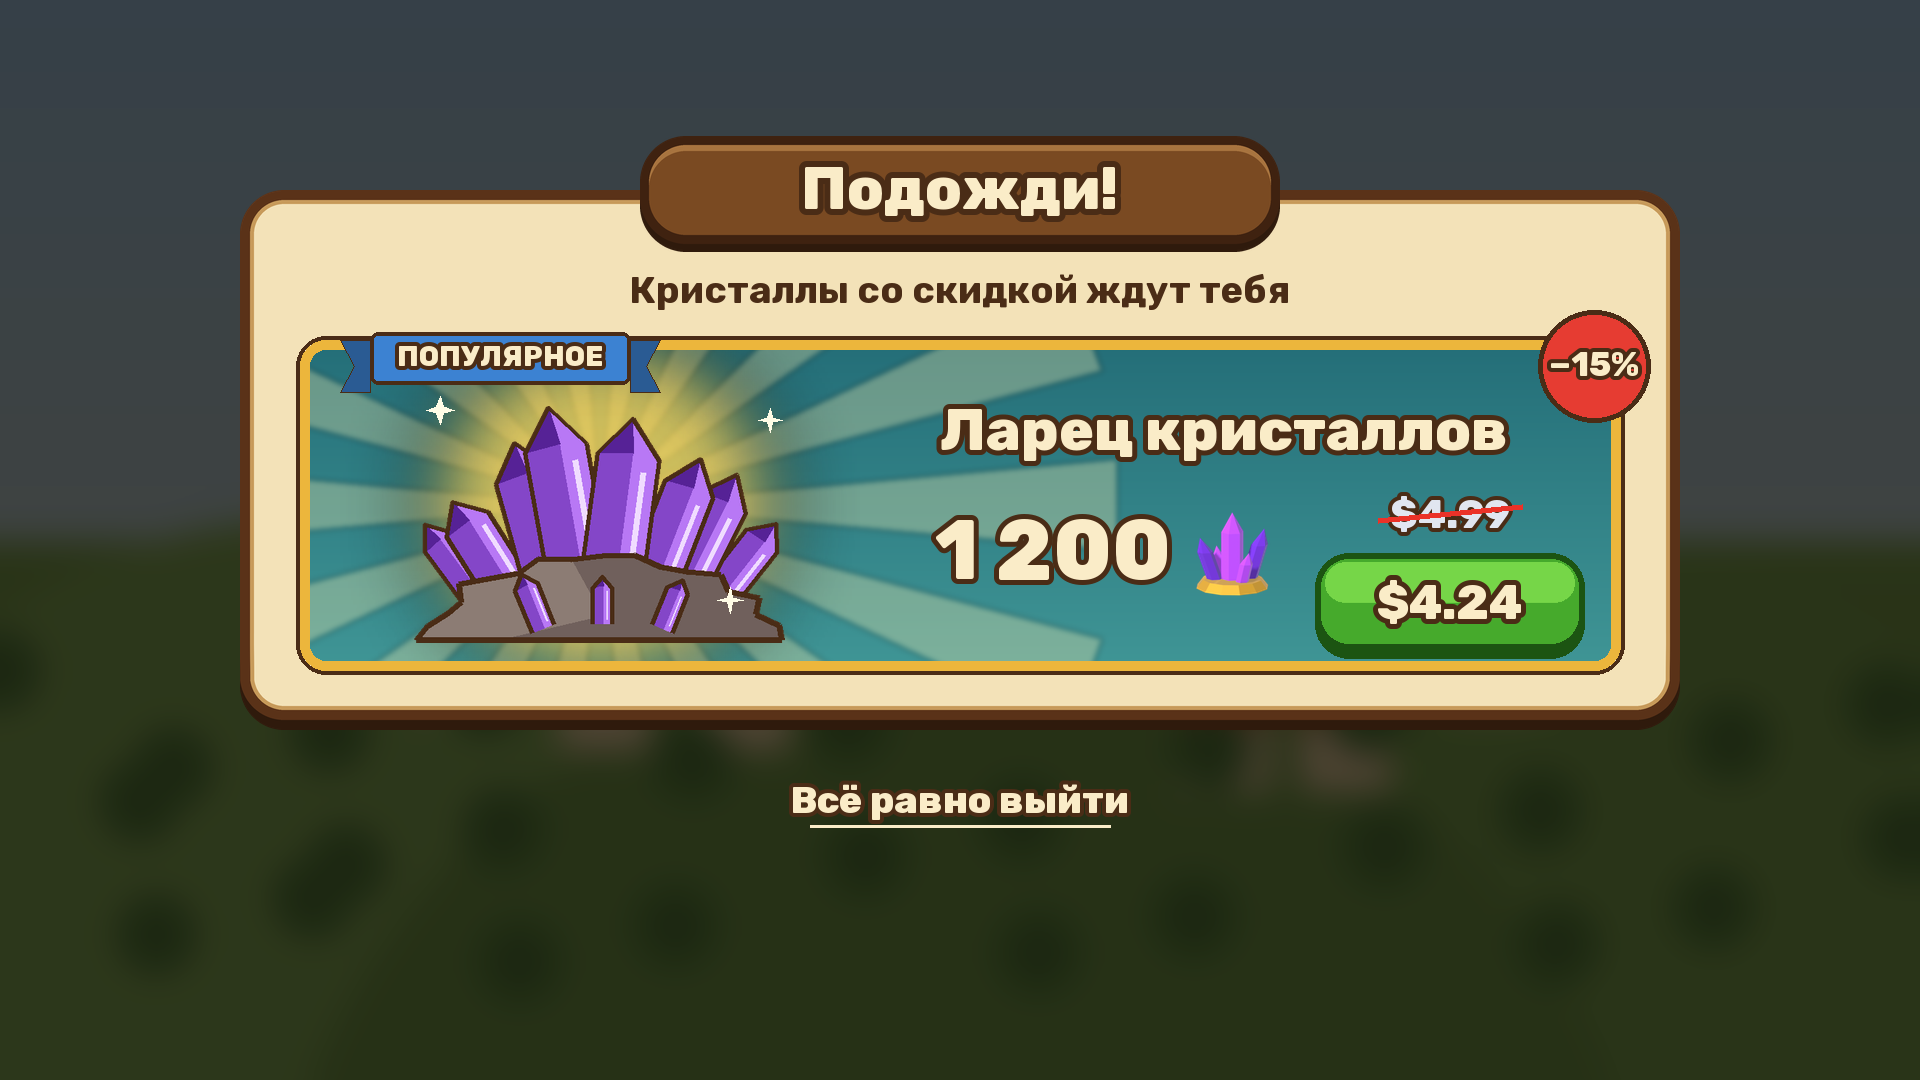 Подожди!
Кристаллы со скидкой ждут тебя
ПОПУЛЯРНОЕ
−15%
Ларец кристаллов
1 200
$4.99
$4.24
Всё равно выйти